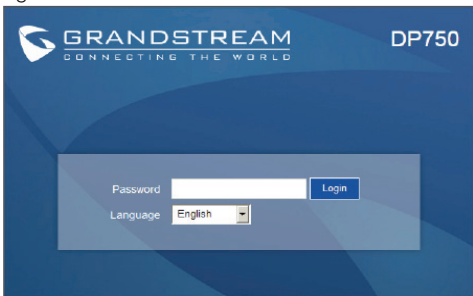 GRANDSTREAM
CONNECTING THE WORLD
DP750
Password
Login
Language English